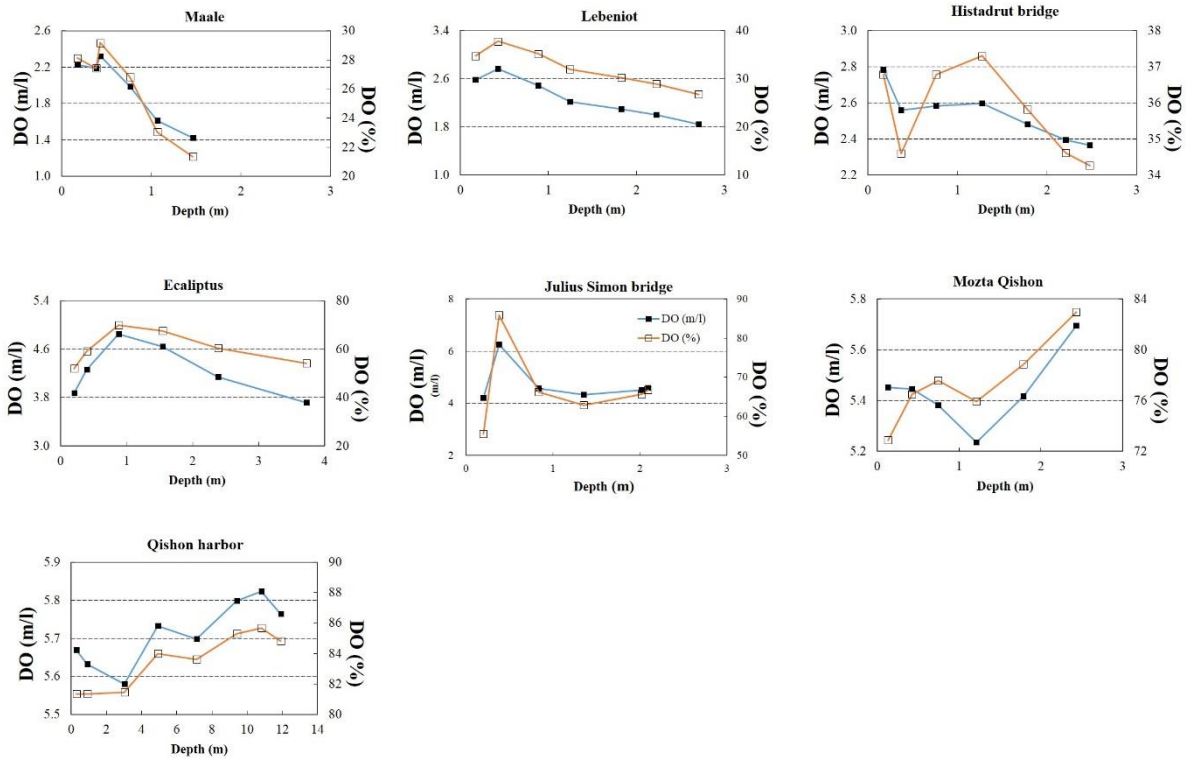 Maale
DO (m/l)
2.6
2.2
1.8
1.4
1.0
30
28
26
24
22
20
DO (%)
0 1 2 3
Depth (m)
Lebeniot
DO (m/l)
3.4
2.6
1.8
1.0
40
30
20
10
DO (%)
0 1 2 3
Depth (m)
Histadrut bridge
DO (m/l)
3.0
2.8
2.6
2.4
2.2
38
37
36
35
34
DO (%)
0 1 2 3
Depth (m)
Ecaliptus
DO (m/l)
5.4
4.6
3.8
3.0
80
60
40
20
DO (%)
0 1 2 3 4
Depth (m)
Julius Simon bridge
DO (m/l)
(m/l)
8
6
4
2
DO (m/l)
DO (%)
90
80
70
60
50
DO (%)
0 1 2 3
Depth (m)
Mozta Qishon
DO (m/l)
5.8
5.6
5.4
5.2
84
80
76
72
DO (%)
0 1 2 3
Depth (m)
Qishon harbor
DO (m/l)
5.9
5.8
5.7
5.6
5.5
90
88
86
84
82
80
DO (%)
0 2 4 6 8 10 12 14
Depth (m)